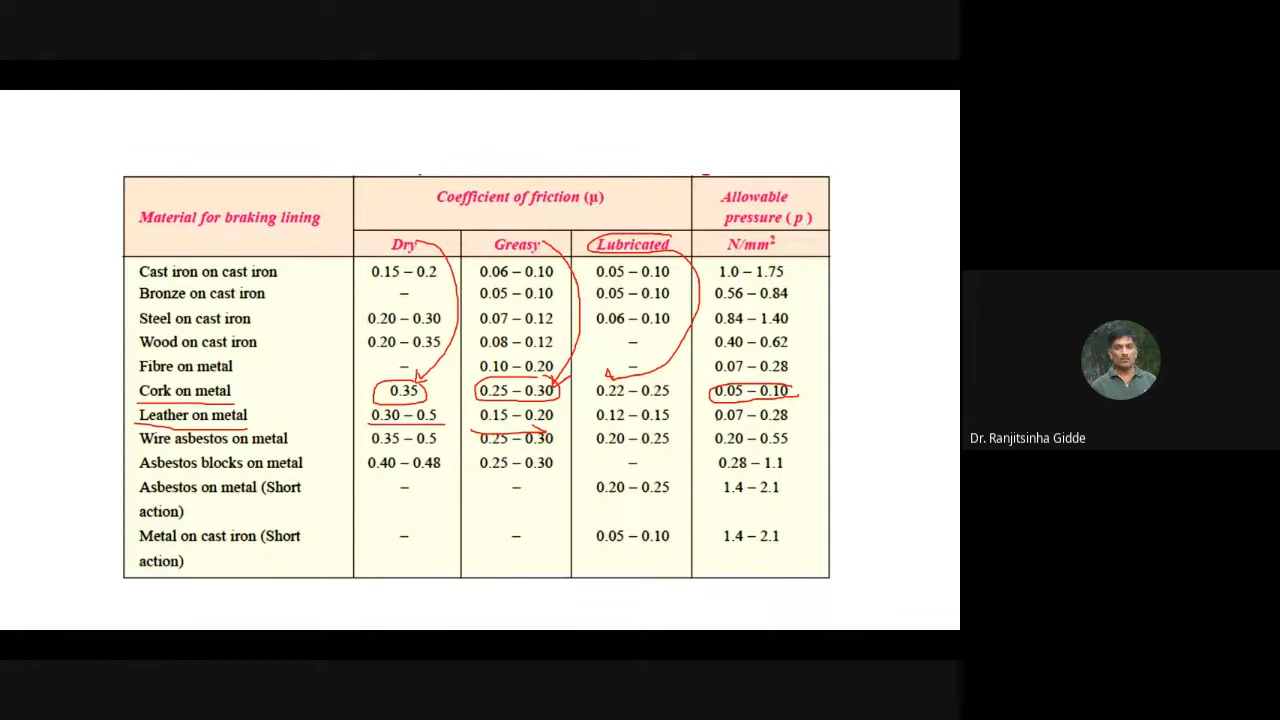 Coefficient of friction (μ) Allowable
Material for braking lining pressure ( p )
Dry Greasy Lubricated N/mm²
Cast iron on cast iron 0.15 – 0.2 0.06 – 0.10 0.05 – 0.10 1.0 – 1.75
Bronze on cast iron – 0.05 – 0.10 0.05 – 0.10 0.56 – 0.84
Steel on cast iron 0.20 – 0.30 0.07 – 0.12 0.06 – 0.10 0.84 – 1.40
Wood on cast iron 0.20 – 0.35 0.08 – 0.12 – 0.40 – 0.62
Fibre on metal – 0.10 – 0.20 – 0.07 – 0.28
Cork on metal 0.35 0.25 – 0.30 0.22 – 0.25 0.05 – 0.10
Leather on metal 0.30 – 0.5 0.15 – 0.20 0.12 – 0.15 0.07 – 0.28
Wire asbestos on metal 0.35 – 0.5 0.25 – 0.30 0.20 – 0.25 0.20 – 0.55
Asbestos blocks on metal 0.40 – 0.48 0.25 – 0.30 – 0.28 – 1.1
Asbestos on metal (Short – – 0.20 – 0.25 1.4 – 2.1
action)
Metal on cast iron (Short – – 0.05 – 0.10 1.4 – 2.1
action)
Dr. Ranjitsinha Gidde